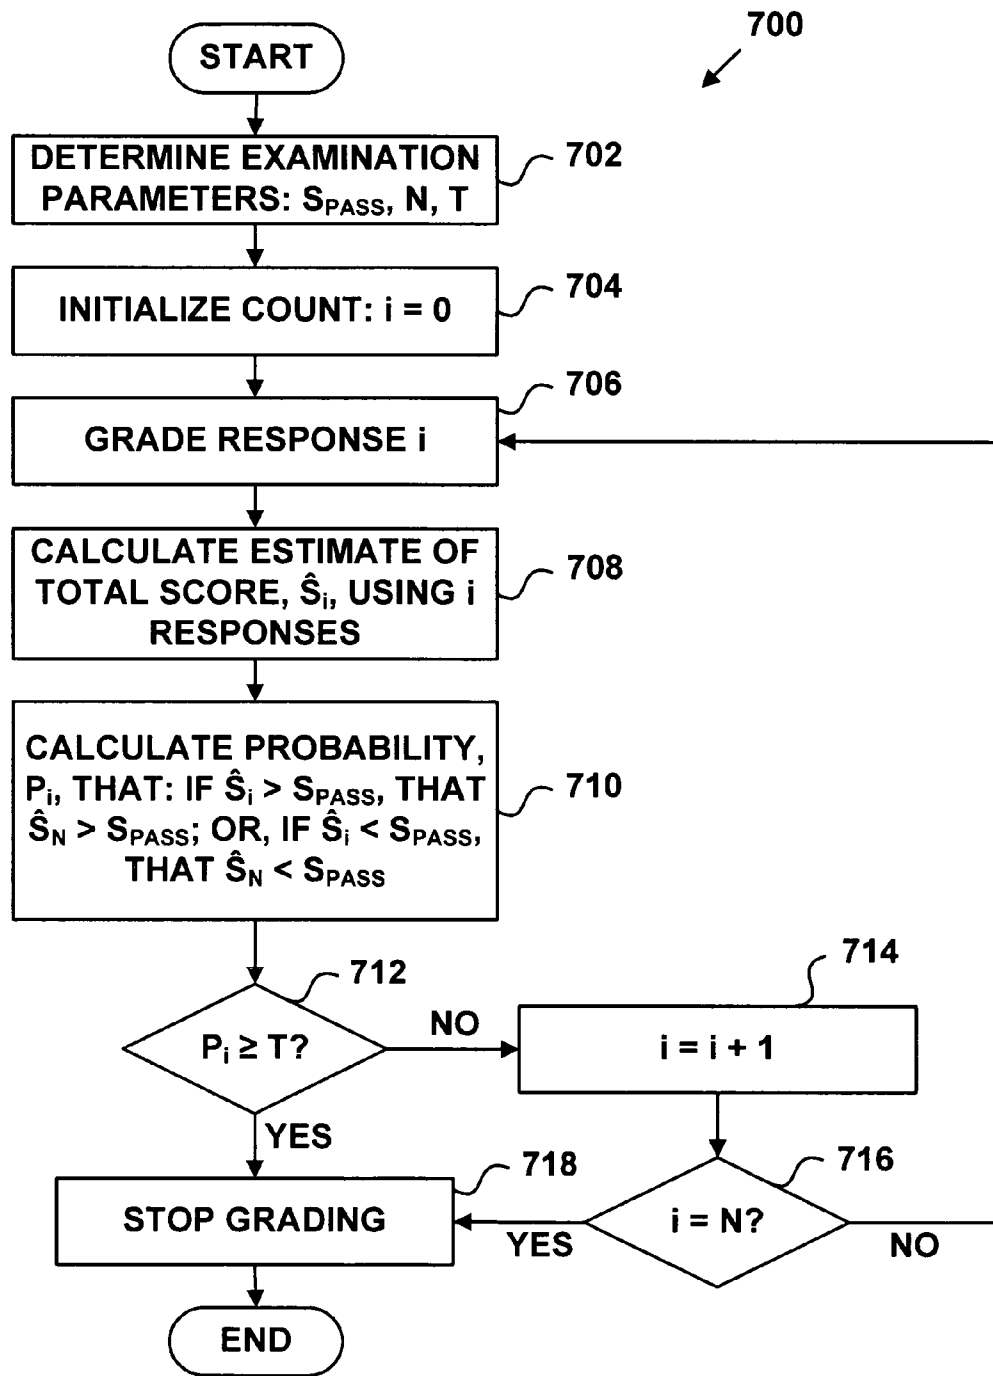 700
START
DETERMINE EXAMINATION
PARAMETERS: S_PASS, N, T
702
INITIALIZE COUNT: i = 0
704
706
GRADE RESPONSE i
CALCULATE ESTIMATE OF
TOTAL SCORE, Ŝi, USING i
RESPONSES
708
CALCULATE PROBABILITY,
Pi, THAT: IF Ŝi > SPASS, THAT
ŜN > SPASS; OR, IF Ŝi < SPASS,
THAT ŜN < SPASS
710
712
Pi ≥ T?
NO
714
i = i + 1
YES
716
i = N?
YES
NO
718
STOP GRADING
END